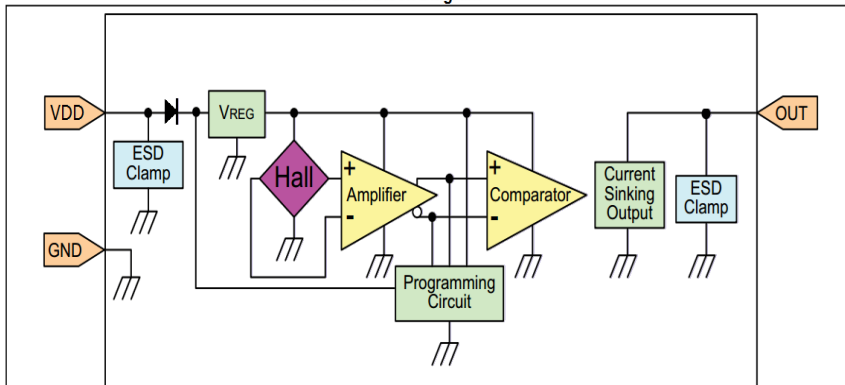 VDD
VREG
OUT
ESD
Clamp
Hall
+
-
Amplifier
+
-
Comparator
Current
Sinking
Output
ESD
Clamp
GND
Programming
Circuit